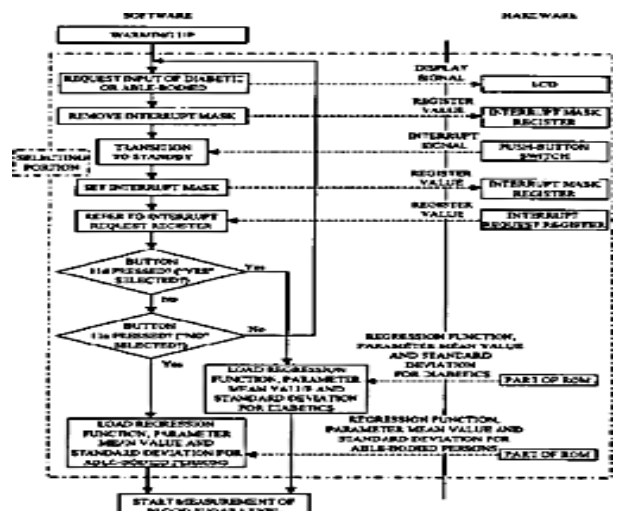 SOFTWARE
HARDWARE
WARMING UP
REQUEST INPUT OF DIABETIC
OR ABLE-BODIED
DISPLAY
SIGNAL
LCD
REMOVE INTERRUPT MASK
REGISTER
VALUE
INTERRUPT MASK
REGISTER
SELECTING
PORTION
TRANSITION
TO STANDBY
INTERRUPT
SIGNAL
PUSH-BUTTON
SWITCH
SET INTERRUPT MASK
REGISTER
VALUE
INTERRUPT MASK
REGISTER
REFER TO INTERRUPT
REQUEST REGISTER
REGISTER
VALUE
INTERRUPT
REQUEST REGISTER
BUTTON
PRESSED? ("YES"
SELECTED?)
Yes
No
BUTTON
PRESSED? ("NO"
SELECTED?)
No
Yes
LOAD REGRESSION
FUNCTION, PARAMETER
MEAN VALUE AND
STANDARD DEVIATION
FOR DIABETICS
REGRESSION FUNCTION,
PARAMETER MEAN VALUE
AND STANDARD
DEVIATION
FOR DIABETICS
PART OF ROM
LOAD REGRESSION
FUNCTION, PARAMETER
MEAN VALUE AND
STANDARD DEVIATION FOR
ABLE-BODIED PERSONS
REGRESSION FUNCTION,
PARAMETER MEAN VALUE AND
STANDARD DEVIATION FOR
ABLE-BODIED PERSONS
PART OF ROM
START MEASUREMENT OF
BLOOD SUGAR LEVEL